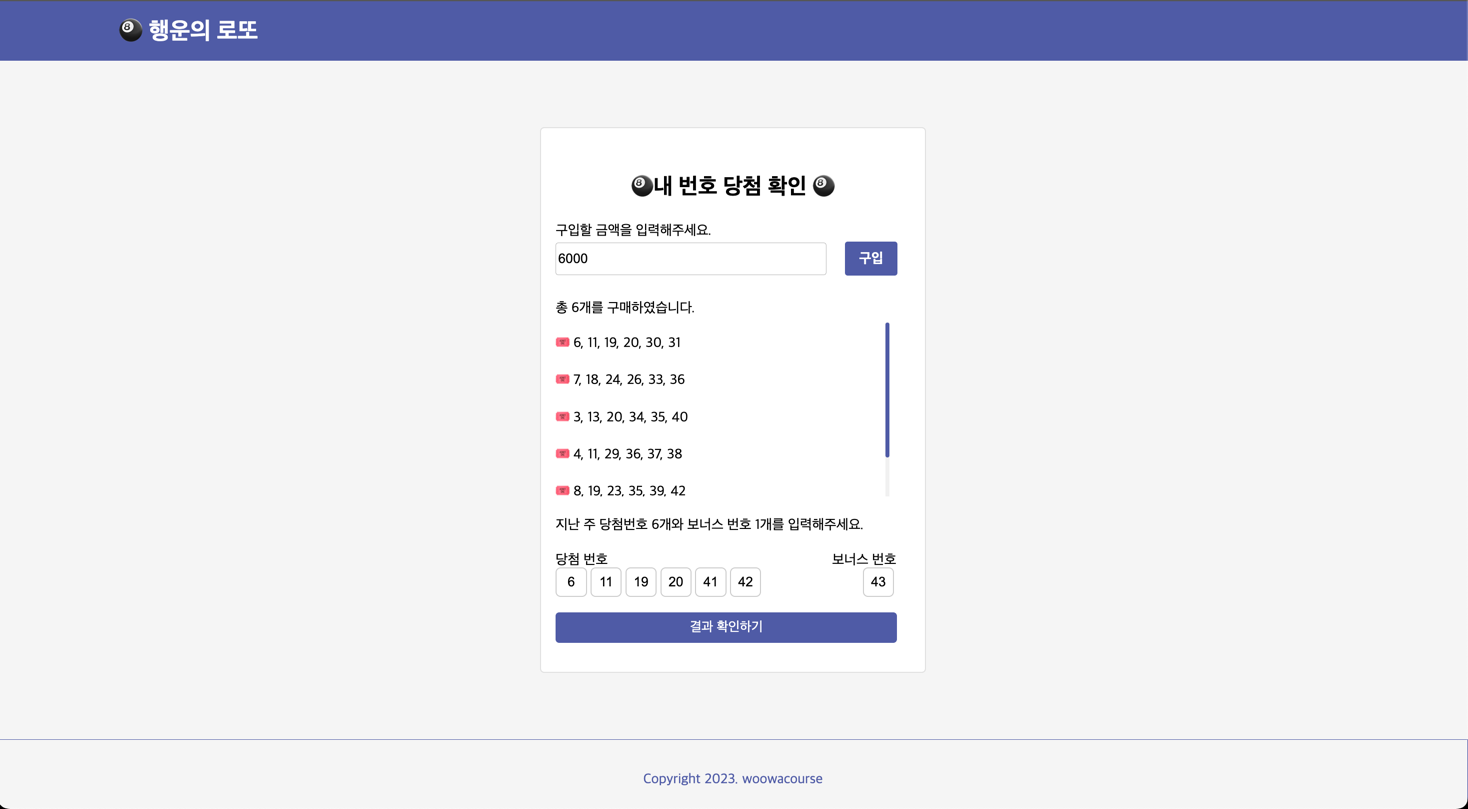 행운의 로또
내 번호 당첨 확인
구입할 금액을 입력해주세요.
6000 구입
총 6개를 구매하였습니다.
6, 11, 19, 20, 30, 31
7, 18, 24, 26, 33, 36
3, 13, 20, 34, 35, 40
4, 11, 29, 36, 37, 38
8, 19, 23, 35, 39, 42
지난 주 당첨번호 6개와 보너스 번호 1개를 입력해주세요.
당첨 번호 보너스 번호
6 11 19 20 41 42 43
결과 확인하기
Copyright 2023. woowacourse